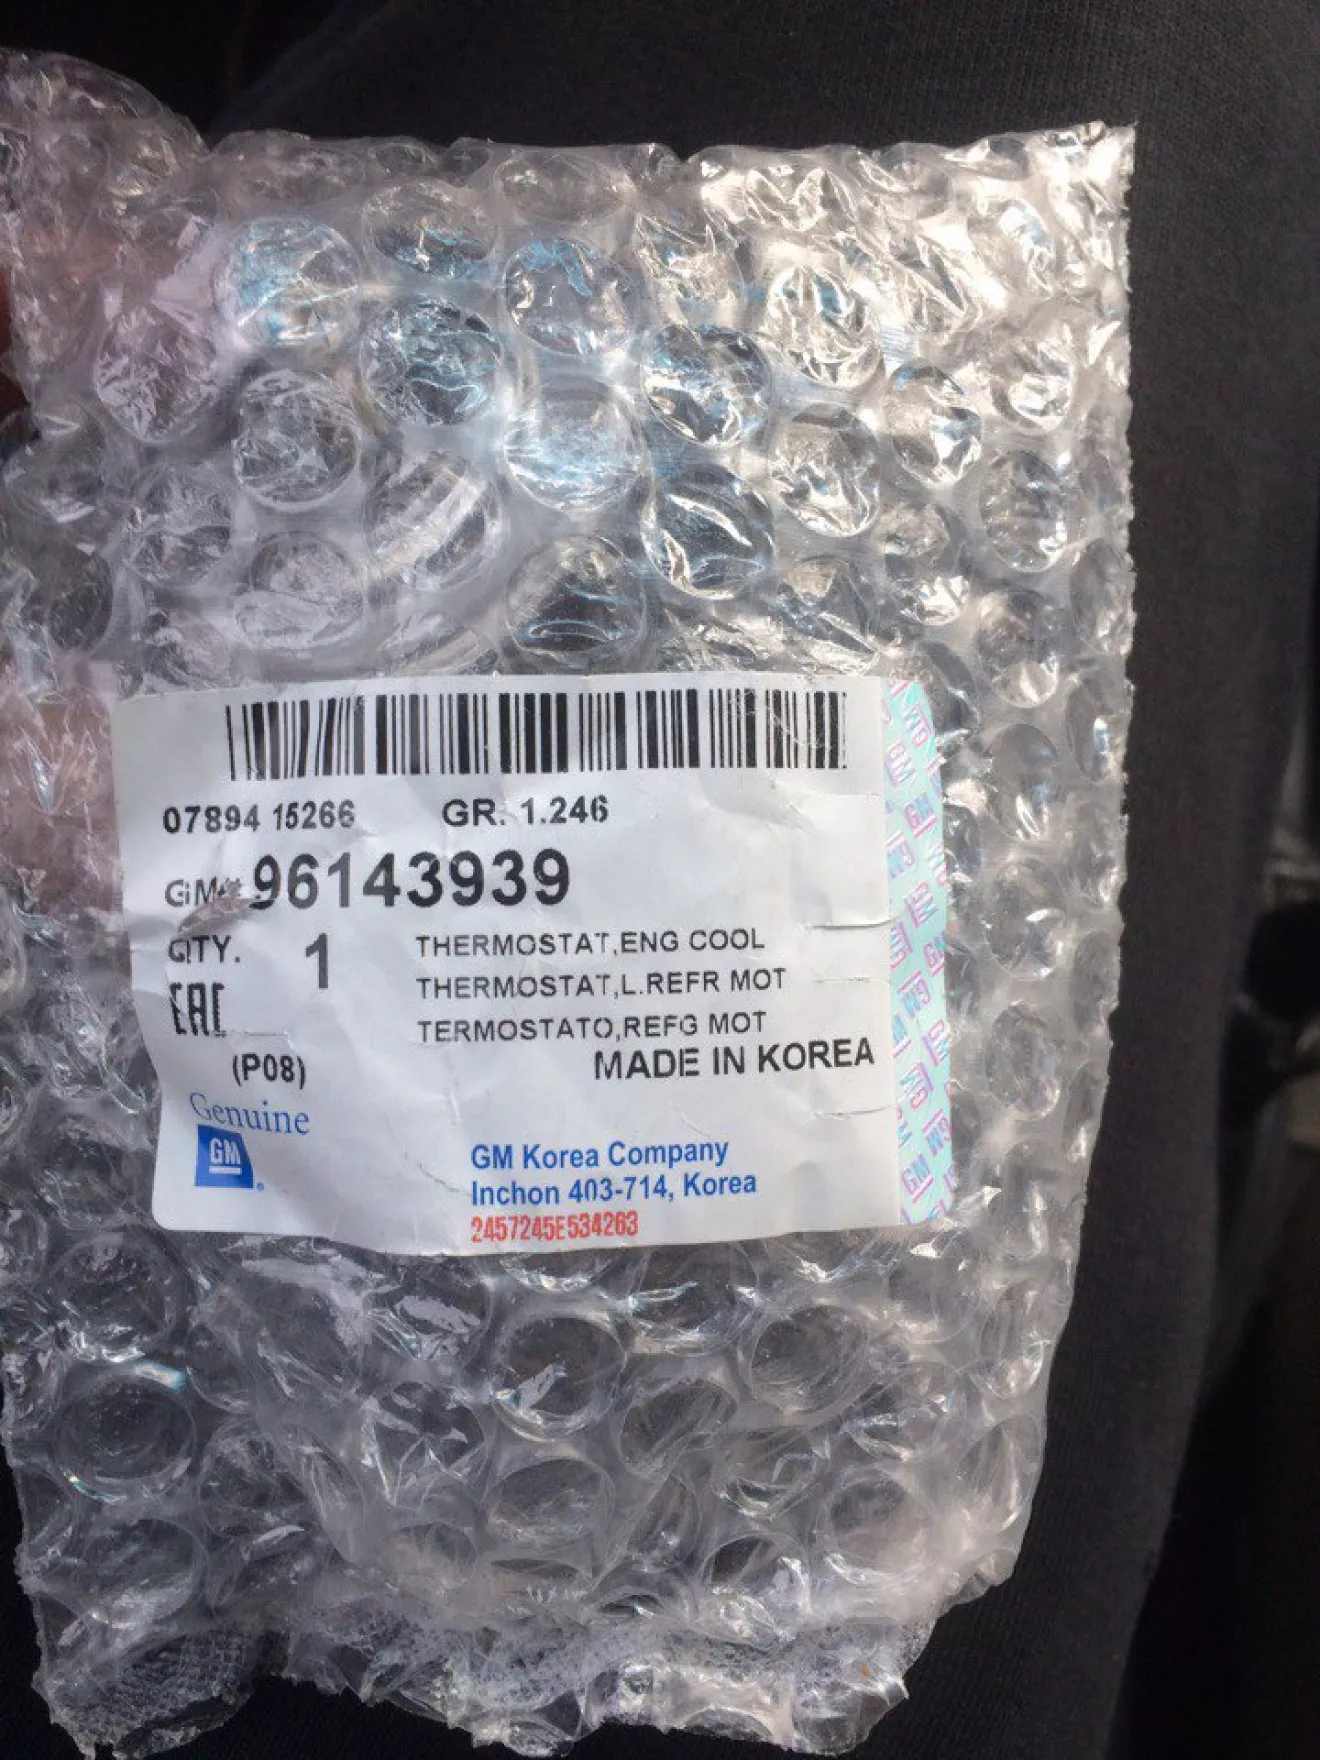 07894 15266 GR. 1.246
GM# 96143939
QTY. 1 THERMOSTAT,ENG COOL
THERMOSTAT,L.REFR MOT
EAC
TERMOSTATO,REFG MOT
(P08) MADE IN KOREA
Genuine
GM
GM Korea Company
Inchon 403-714, Korea
2457245E534263